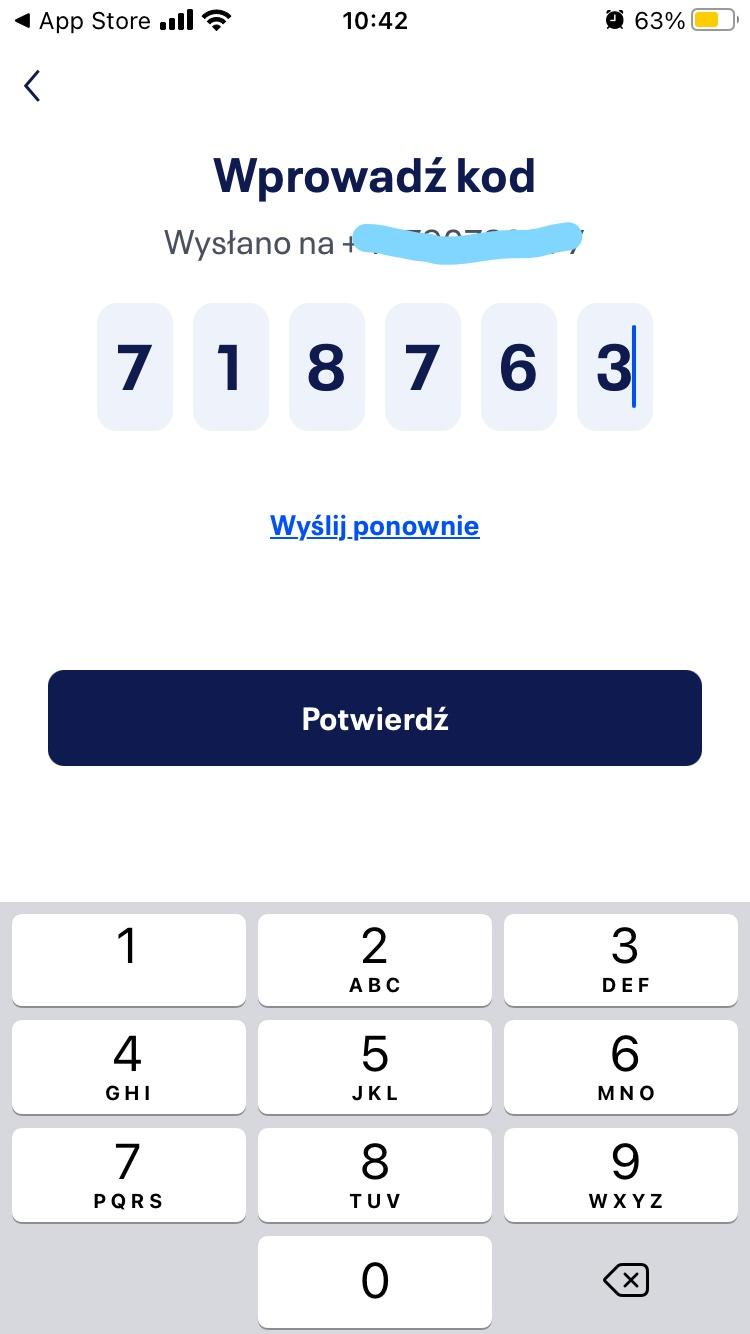 App Store 10:42 63%
Wprowadź kod
Wysłano na +
7 1 8 7 6 3
Wyślij ponownie
Potwierdź
1 2 3
ABC DEF
4 5 6
GHI JKL MNO
7 8 9
PQRS TUV WXYZ
0